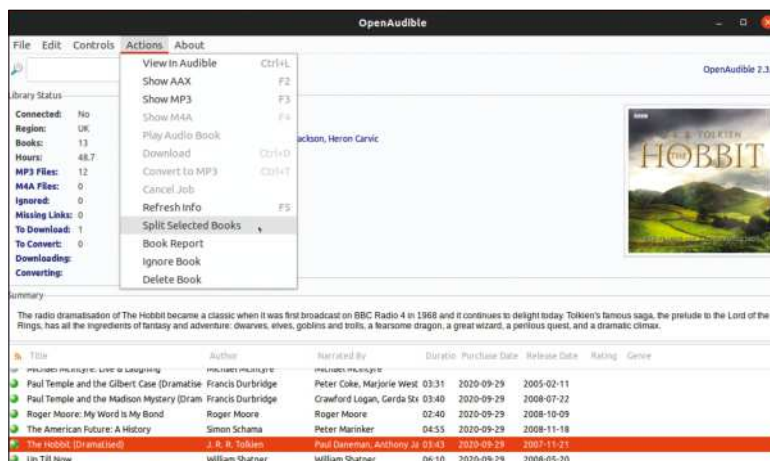 OpenAudible
File Edit Controls Actions About
OpenAudible 2.3
Library Status
Connected: No
Region: UK
Books: 13
Hours: 48.7
MP3 Files: 12
M4A Files: 0
Ignored: 0
Missing Links: 0
To Download: 1
To Convert: 0
Downloading:
Converting:
View In Audible Ctrl+L
Show AAX F2
Show MP3 F3
Show M4A F4
Play Audio Book
Download Ctrl+D
Convert to MP3 Ctrl+T
Cancel Job
Refresh Info F5
Split Selected Books
Book Report
Ignore Book
Delete Book
ackson, Heron Carvic
J. R. R. TOLKIEN
THE HOBBIT
Summary
The radio dramatisation of The Hobbit became a classic when it was first broadcast on BBC Radio 4 in 1968 and it continues to delight today. Tolkien's famous saga, the prelude to the Lord of the
Rings, has all the ingredients of fantasy and adventure: dwarves, elves, goblins and trolls, a fearsome dragon, a great wizard, a perilous quest, and a dramatic climax.
Title Author Narrated By Duratio Purchase Date Release Date Rating Genre
Michael McIntyre: Live & Laughing Michael McIntyre Michael McIntyre
Paul Temple and the Gilbert Case (Dramatise Francis Durbridge Peter Coke, Marjorie West 03:31 2020-09-29 2005-02-11
Paul Temple and the Madison Mystery (Dram Francis Durbridge Crawford Logan, Gerda Ste 03:40 2020-09-29 2008-07-22
Roger Moore: My Word is My Bond Roger Moore Roger Moore 02:40 2020-09-29 2008-10-09
The American Future: A History Simon Schama Peter Marinker 04:55 2020-09-29 2008-11-18
The Hobbit (Dramatised) J. R. R. Tolkien Paul Daneman, Anthony Ja 03:43 2020-09-29 2007-11-21
Up Till Now William Shatner William Shatner 06:10 2020-09-29 2008-05-20